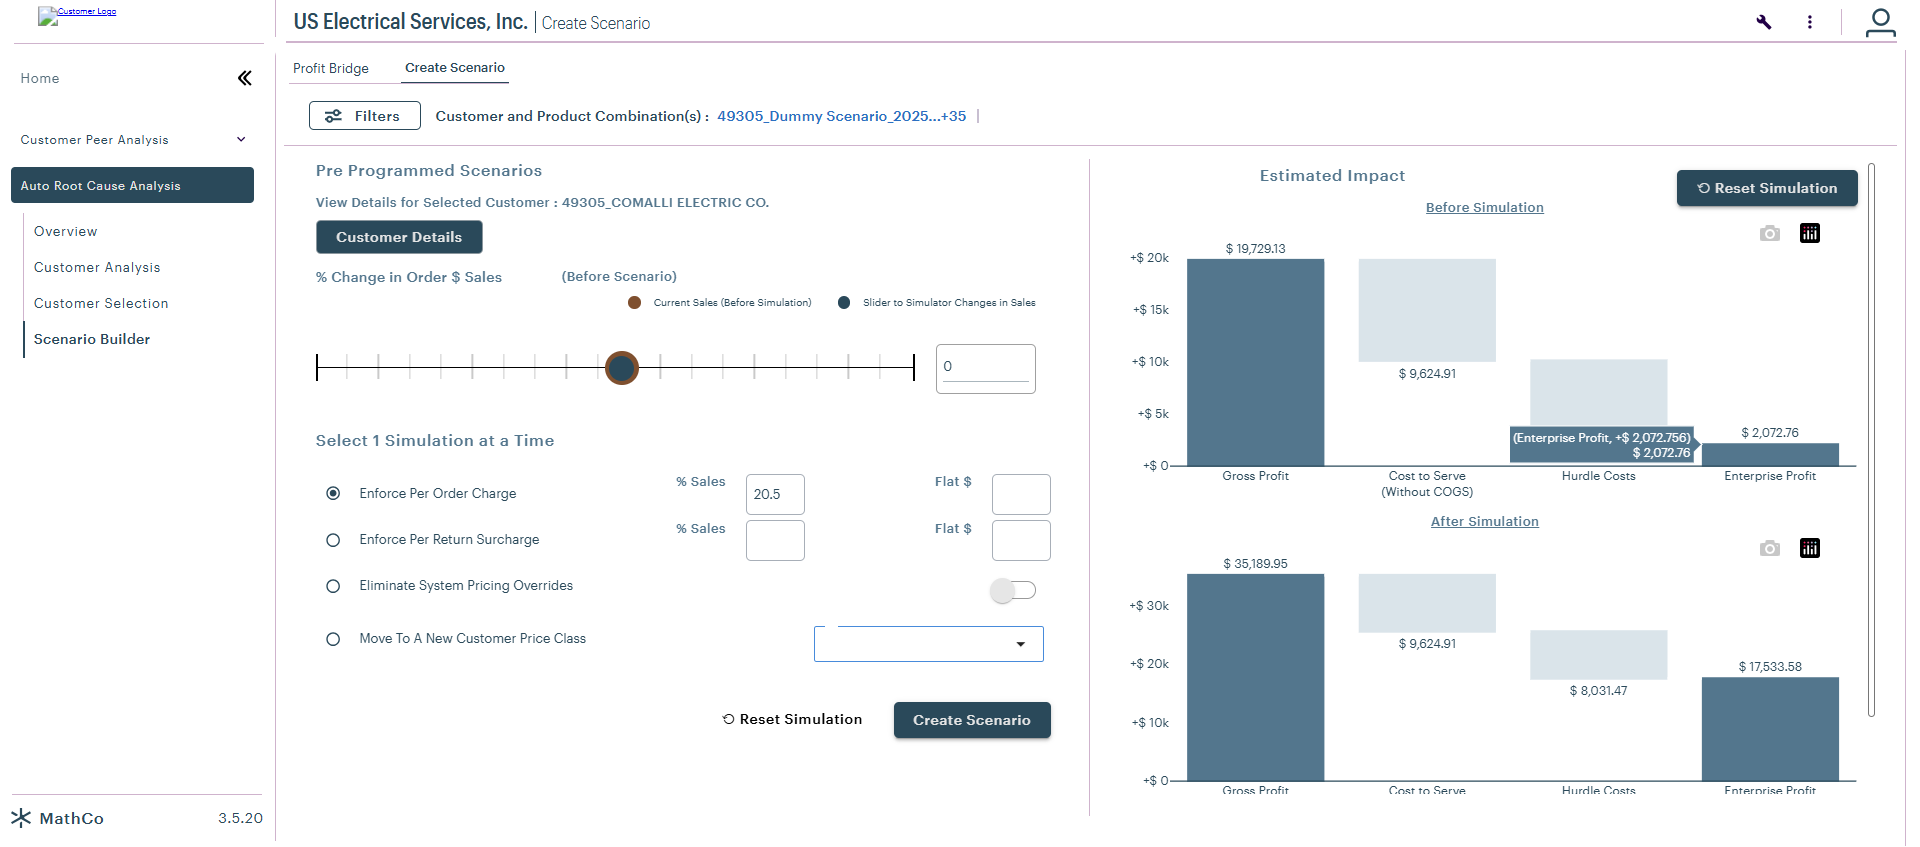 Customer Logo
US Electrical Services, Inc. | Create Scenario
Home
Customer Peer Analysis
Auto Root Cause Analysis
Overview
Customer Analysis
Customer Selection
Scenario Builder
MathCo 3.5.20
Profit Bridge Create Scenario
Filters Customer and Product Combination(s) : 49305_Dummy Scenario_2025...+35 |
Pre Programmed Scenarios
View Details for Selected Customer : 49305_COMALLI ELECTRIC CO.
Customer Details
% Change in Order $ Sales (Before Scenario)
Current Sales (Before Simulation) Slider to Simulator Changes in Sales
0
Select 1 Simulation at a Time
Enforce Per Order Charge % Sales 20.5 Flat $
Enforce Per Return Surcharge % Sales Flat $
Eliminate System Pricing Overrides
Move To A New Customer Price Class
Reset Simulation Create Scenario
Estimated Impact
Reset Simulation
Before Simulation
$ 19,729.13
+$ 20k
+$ 15k
+$ 10k
$ 9,624.91
+$ 5k
(Enterprise Profit, +$ 2,072.756)
$ 2,072.76
$ 2,072.76
+$ 0
Gross Profit Cost to Serve Hurdle Costs Enterprise Profit
(Without COGS)
After Simulation
$ 35,189.95
+$ 30k
$ 9,624.91
+$ 20k
$ 17,533.58
$ 8,031.47
+$ 10k
+$ 0
Gross Profit Cost to Serve Hurdle Costs Enterprise Profit